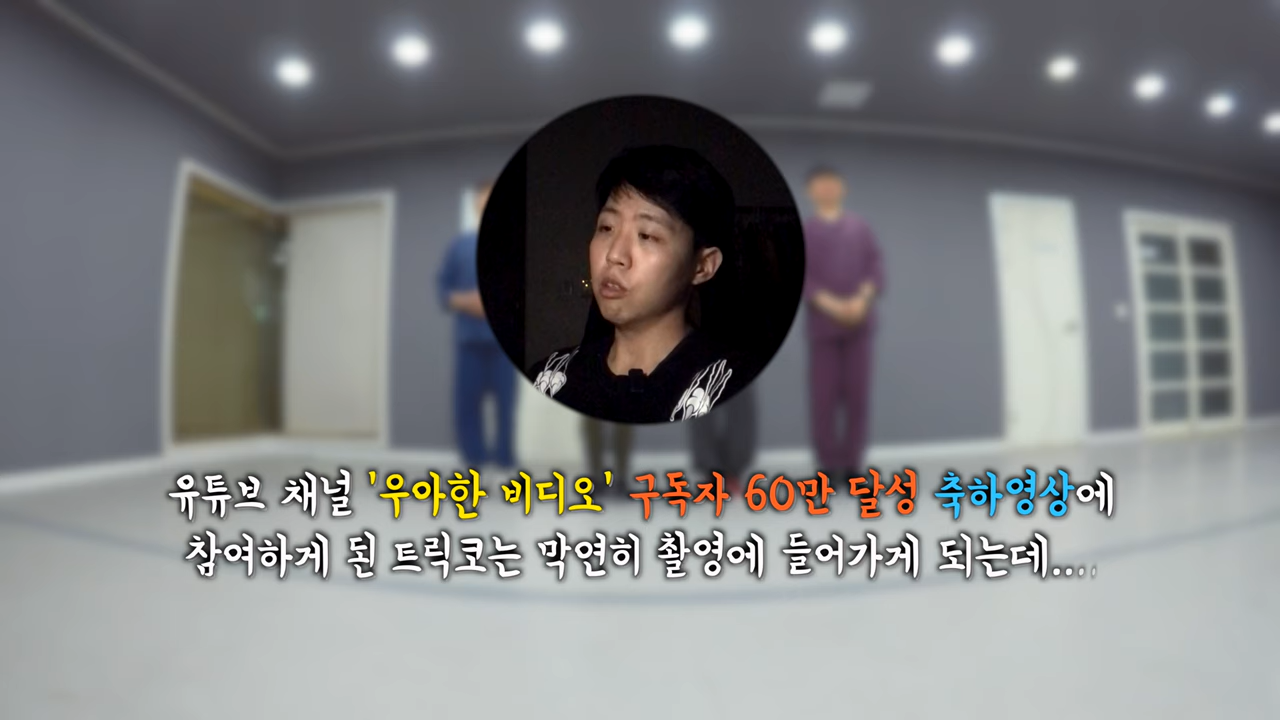 유튜브 채널 '우아한 비디오' 구독자 60만 달성 축하영상에
참여하게 된 트릭코는 막연히 촬영에 들어가게 되는데....